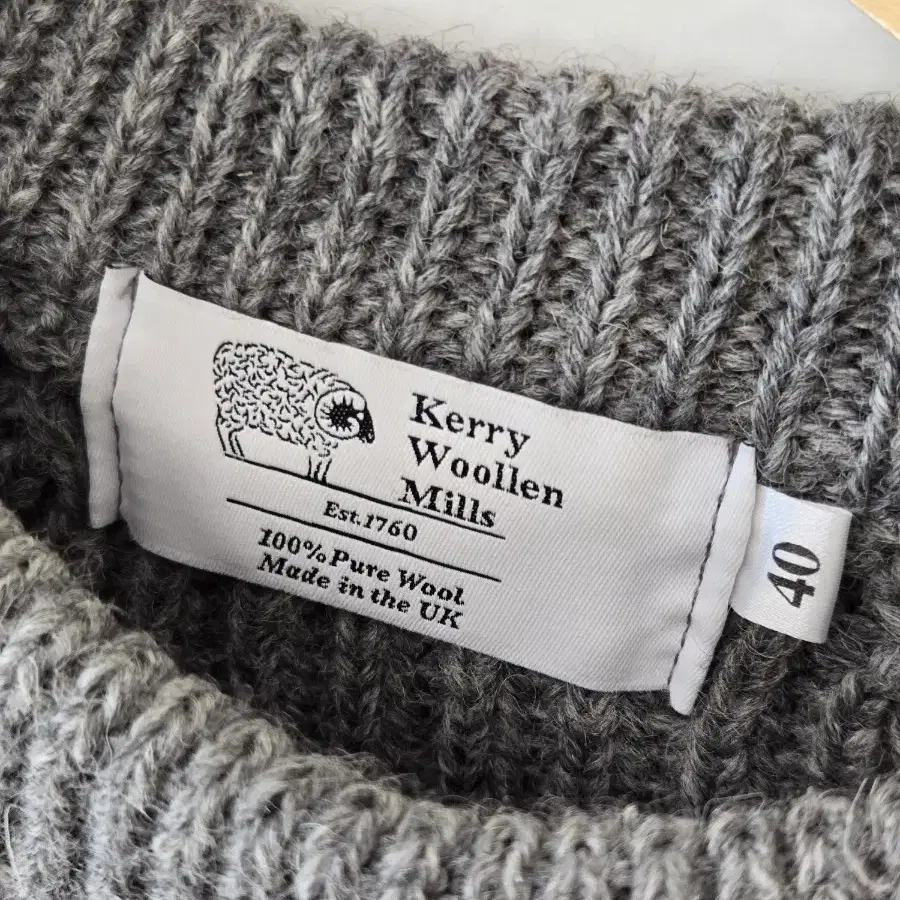 Kerry
Woollen
Mills
Est.1760
100% Pure Wool
Made in the UK
40